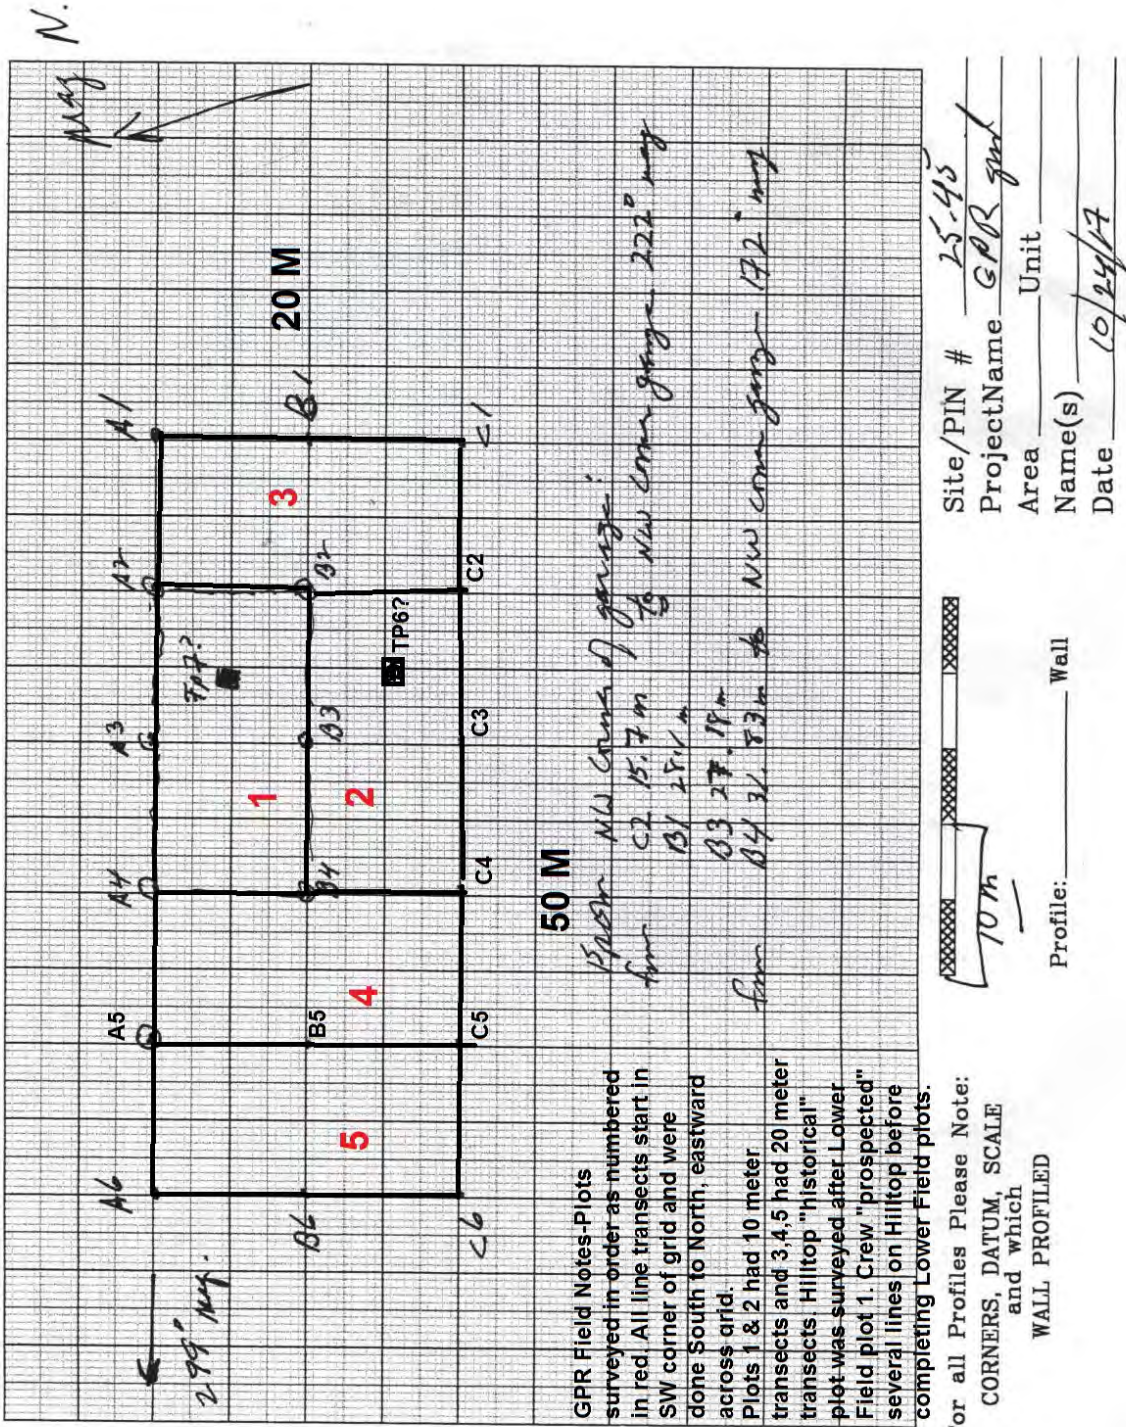 Mag N.
A6
A5
A4
A3
A2
A1
299° Mag.
TP7?
20 M
5
4
1
2
3
B6
B5
B4
B3
B2
B1
TP6?
C6
C5
C4
C3
C2
C1
50 M
From NW Corner of garage:
from C2 15.7 m to NW Corner garage 222° mag
B1 28.1 m
B3 27.18 m
from B4 31.83 m to NW Corner garage 172° mag
GPR Field Notes-Plots
surveyed in order as numbered
in red. All line transects start in
SW corner of grid and were
done South to North, eastward
across grid.
Plots 1 & 2 had 10 meter
transects and 3,4,5 had 20 meter
transects. Hilltop "historical"
plot was surveyed after Lower
Field plot 1. Crew "prospected"
several lines on Hilltop before
completing Lower Field plots.
For all Profiles Please Note:
CORNERS, DATUM, SCALE
and which
WALL PROFILED
10 m
Profile: Wall
Site/PIN # 25-45
ProjectName GPR grid
Area Unit
Name(s)
Date 10/24/17